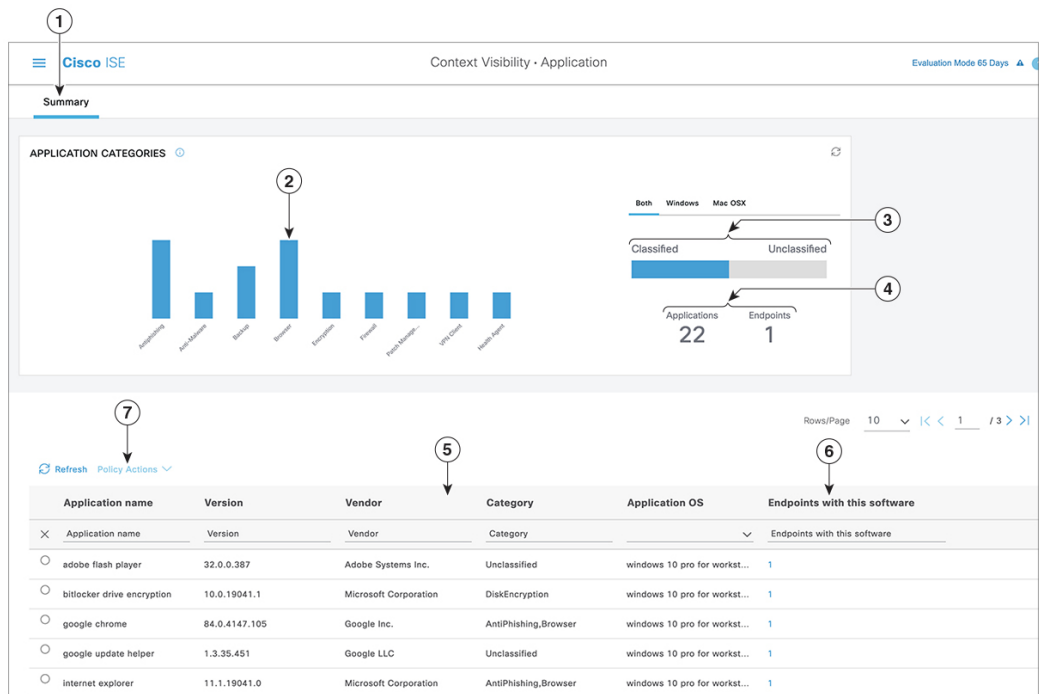 1
Cisco ISE
Context Visibility · Application
Evaluation Mode 65 Days
Summary
APPLICATION CATEGORIES
2
Both Windows Mac OSX
3
Classified Unclassified
4
Applications Endpoints
22 1
Antiphishing Anti-Malware Backup Browser Encryption Firewall Patch Manage... VPN Client Health Agent
7
Rows/Page 10 |< < 1 / 3 > >|
5
6
Refresh Policy Actions
Application name Version Vendor Category Application OS Endpoints with this software
Application name Version Vendor Category Endpoints with this software
adobe flash player 32.0.0.387 Adobe Systems Inc. Unclassified windows 10 pro for workst... 1
bitlocker drive encryption 10.0.19041.1 Microsoft Corporation DiskEncryption windows 10 pro for workst... 1
google chrome 84.0.4147.105 Google Inc. AntiPhishing,Browser windows 10 pro for workst... 1
google update helper 1.3.35.451 Google LLC Unclassified windows 10 pro for workst... 1
internet explorer 11.1.19041.0 Microsoft Corporation AntiPhishing,Browser windows 10 pro for workst... 1